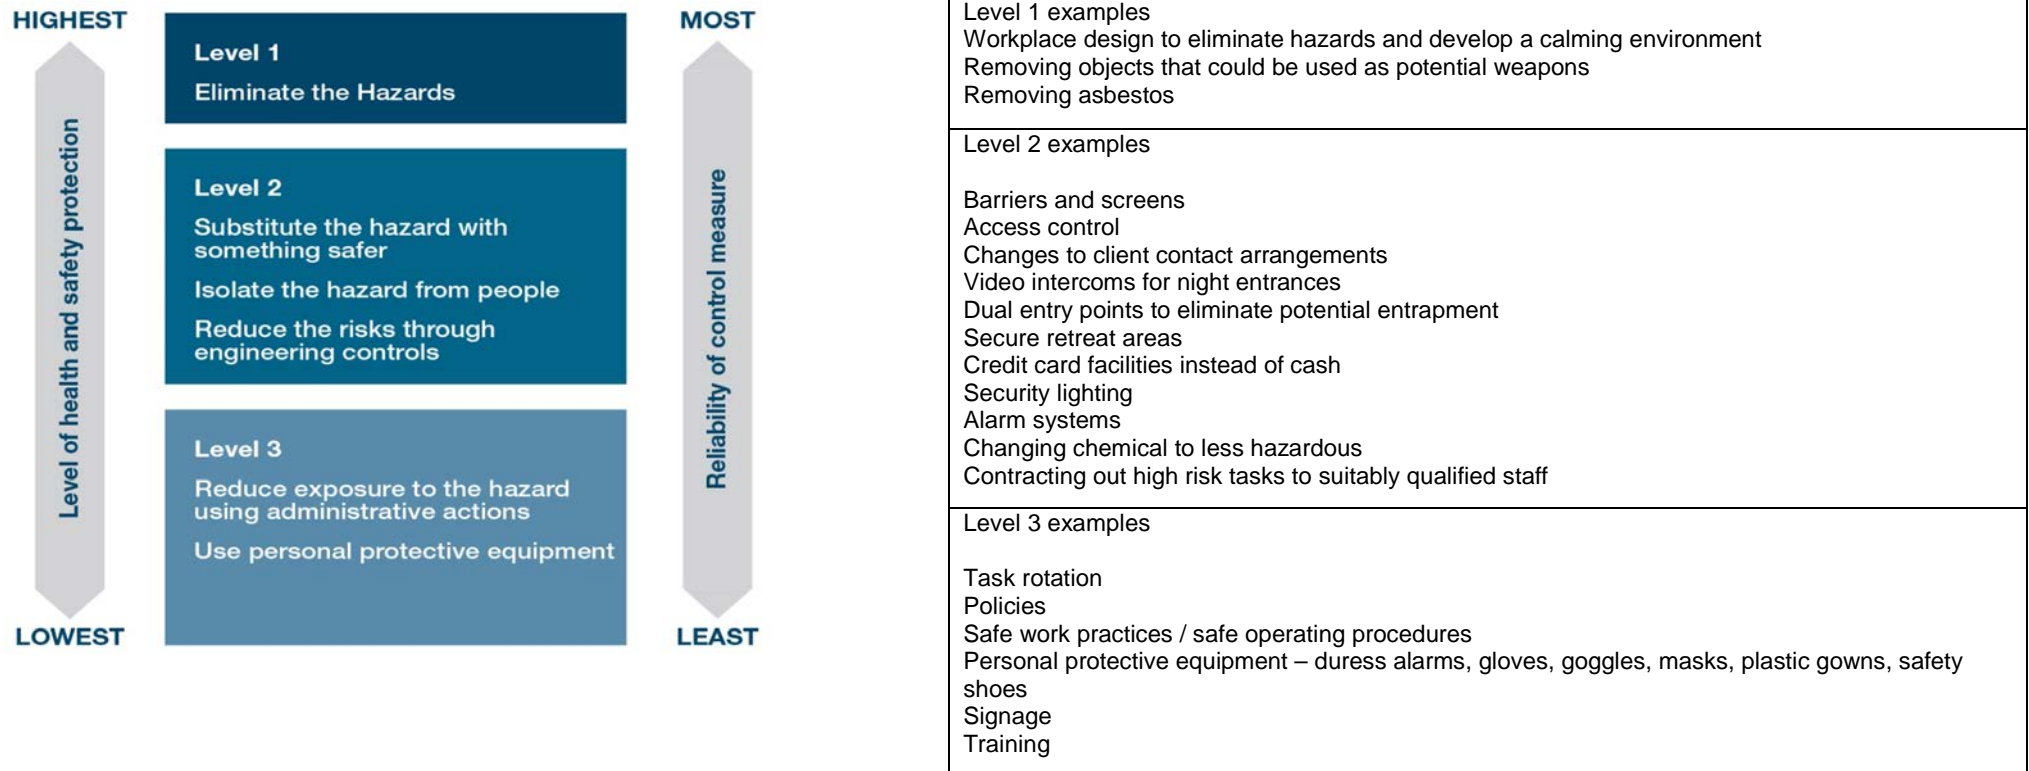 HIGHEST
Level of health and safety protection
LOWEST
Level 1
Eliminate the Hazards
Level 2
Substitute the hazard with
something safer
Isolate the hazard from people
Reduce the risks through
engineering controls
Level 3
Reduce exposure to the hazard
using administrative actions
Use personal protective equipment
MOST
Reliability of control measure
LEAST
Level 1 examples
Workplace design to eliminate hazards and develop a calming environment
Removing objects that could be used as potential weapons
Removing asbestos
Level 2 examples
Barriers and screens
Access control
Changes to client contact arrangements
Video intercoms for night entrances
Dual entry points to eliminate potential entrapment
Secure retreat areas
Credit card facilities instead of cash
Security lighting
Alarm systems
Changing chemical to less hazardous
Contracting out high risk tasks to suitably qualified staff
Level 3 examples
Task rotation
Policies
Safe work practices / safe operating procedures
Personal protective equipment – duress alarms, gloves, goggles, masks, plastic gowns, safety
shoes
Signage
Training